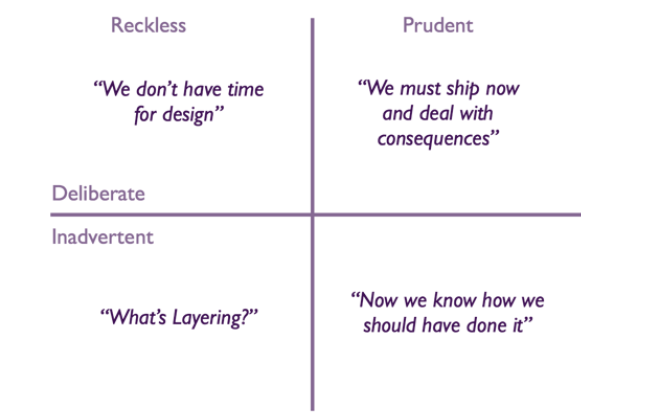 Reckless
Prudent
“We don’t have time
for design”
“We must ship now
and deal with
consequences”
Deliberate
Inadvertent
“What’s Layering?”
“Now we know how we
should have done it”